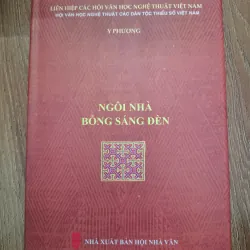 LIÊN HIỆP CÁC HỘI VĂN HỌC NGHỆ THUẬT VIỆT NAM
HỘI VĂN HỌC NGHỆ THUẬT CÁC DÂN TỘC THIỂU SỐ VIỆT NAM
Y PHƯƠNG
NGÔI NHÀ
BỖNG SÁNG ĐÈN
NHÀ XUẤT BẢN HỘI NHÀ VĂN